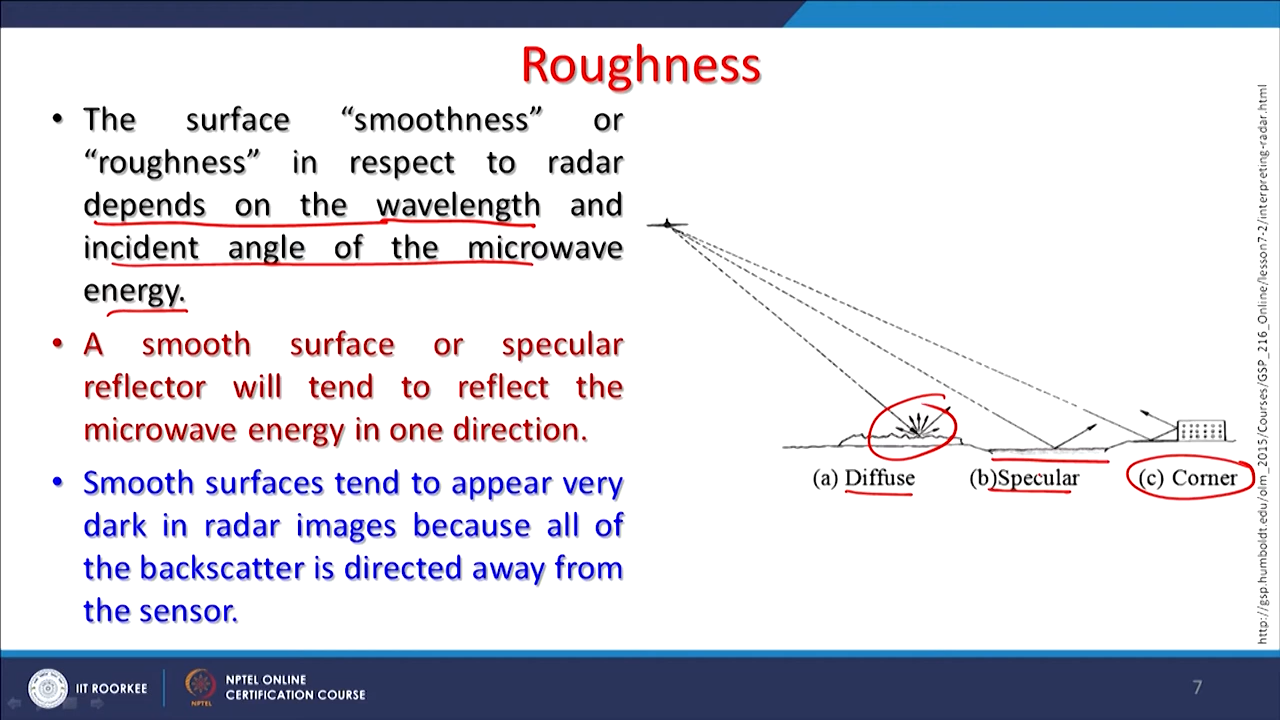 Roughness
• The surface “smoothness” or
“roughness” in respect to radar
depends on the wavelength and
incident angle of the microwave
energy.
• A smooth surface or specular
reflector will tend to reflect the
microwave energy in one direction.
• Smooth surfaces tend to appear very
dark in radar images because all of
the backscatter is directed away from
the sensor.
(a) Diffuse
(b)Specular
(c) Corner
http://gsp.humboldt.edu/olm_2015/Courses/GSP_216_Online/lesson7-2/interpreting-radar.html
IIT ROORKEE
NPTEL
NPTEL ONLINE
CERTIFICATION COURSE
7